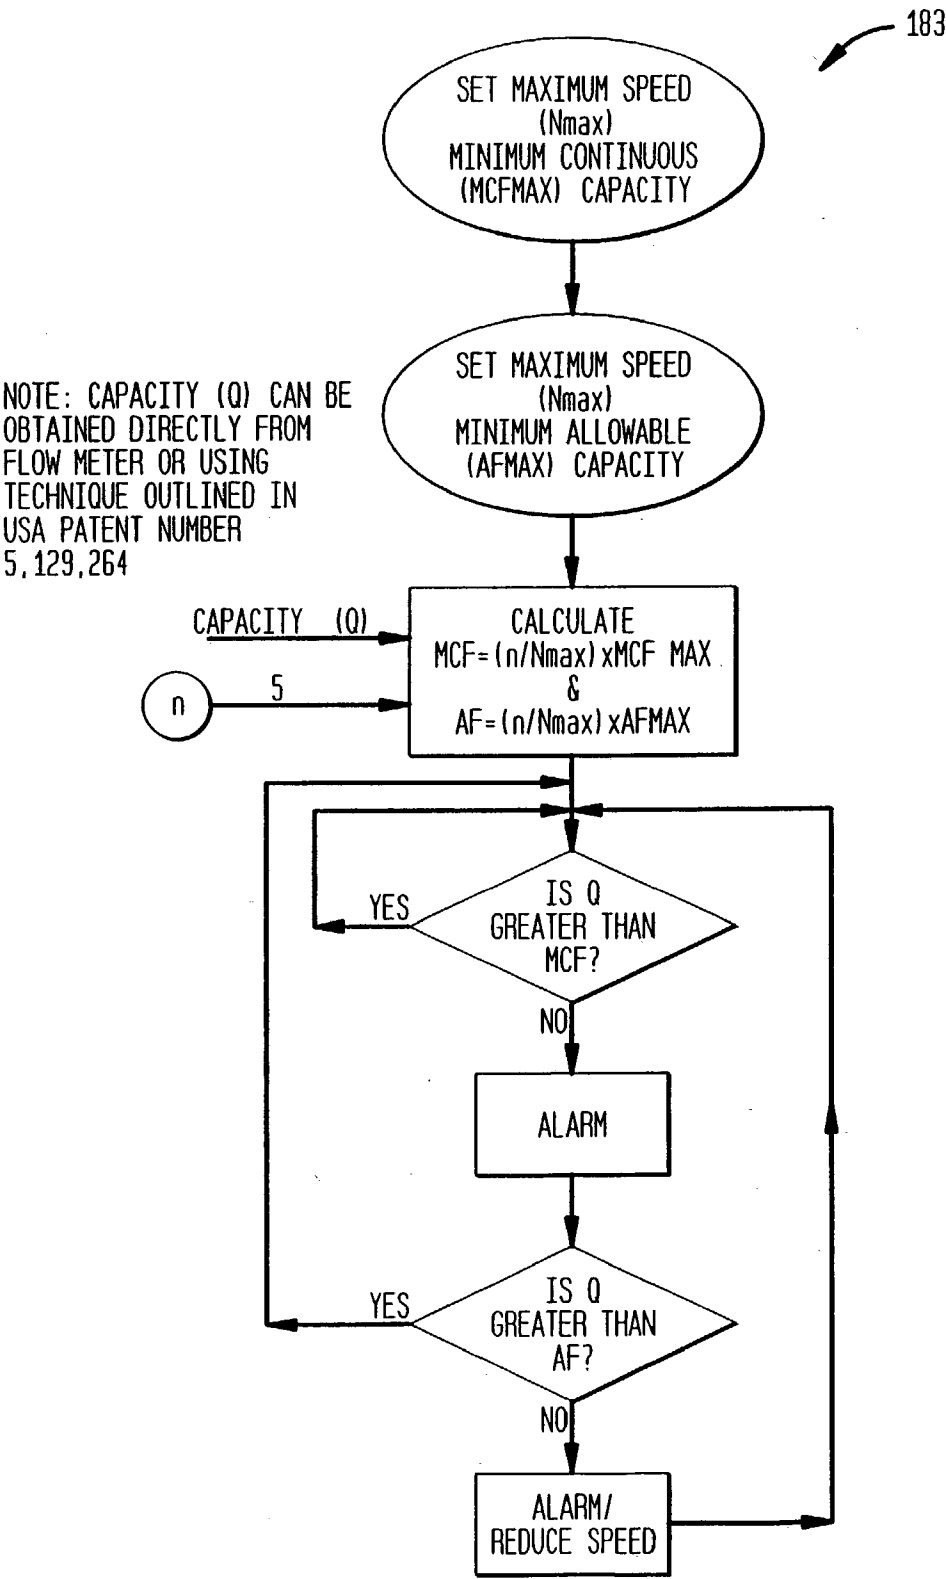 183
SET MAXIMUM SPEED
(Nmax)
MINIMUM CONTINUOUS
(MCFMAX) CAPACITY
SET MAXIMUM SPEED
(Nmax)
MINIMUM ALLOWABLE
(AFMAX) CAPACITY
NOTE: CAPACITY (Q) CAN BE
OBTAINED DIRECTLY FROM
FLOW METER OR USING
TECHNIQUE OUTLINED IN
USA PATENT NUMBER
5,129,264
CAPACITY (Q)
n
5
CALCULATE
MCF=(n/Nmax)xMCF MAX
&
AF=(n/Nmax)xAFMAX
IS Q
GREATER THAN
MCF?
YES
NO
ALARM
IS Q
GREATER THAN
AF?
YES
NO
ALARM/
REDUCE SPEED